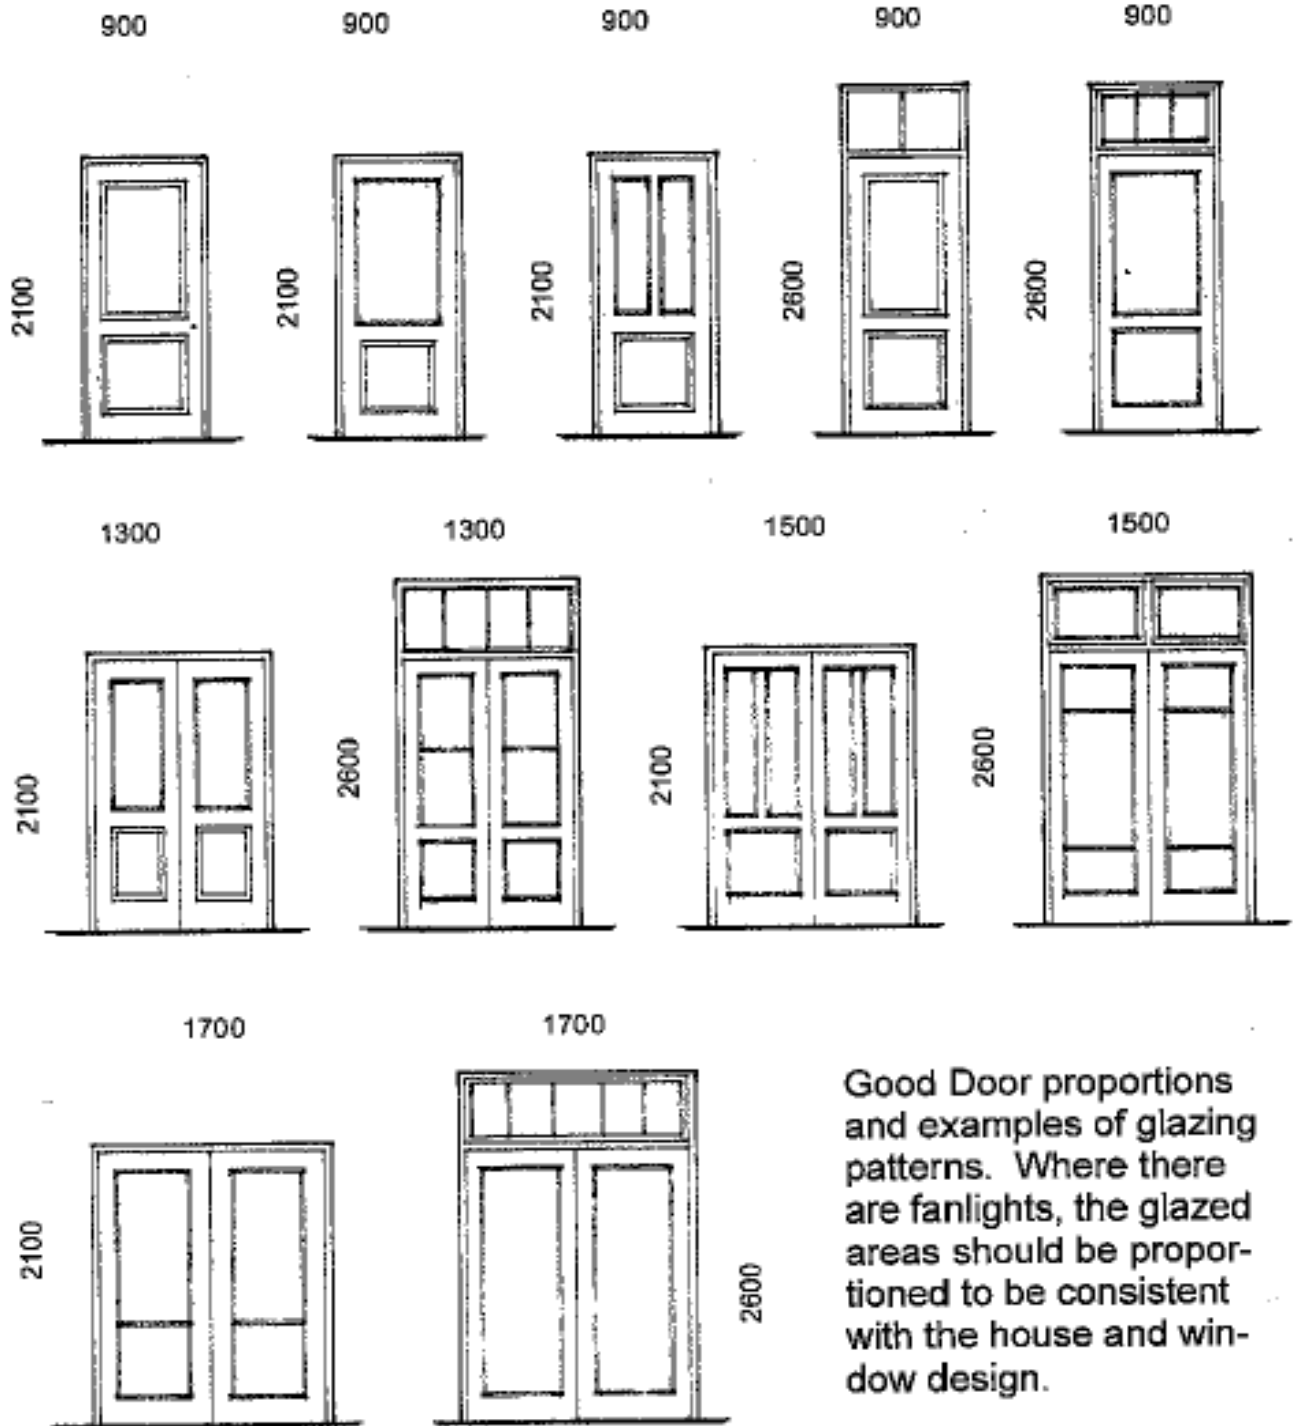 900 900 900 900 900
2100 2100 2100 2600 2600
1300 1300 1500 1500
2100 2600 2100 2600
1700 1700
2100 2600
Good Door proportions
and examples of glazing
patterns. Where there
are fanlights, the glazed
areas should be propor-
tioned to be consistent
with the house and win-
dow design.